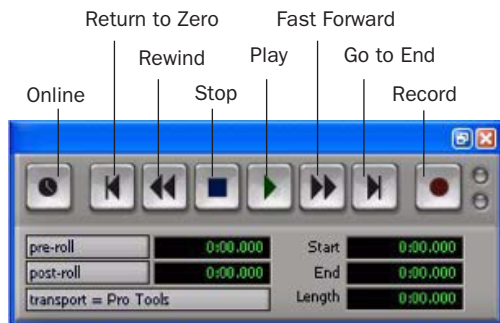 Return to Zero Fast Forward
Rewind Play Go to End
Online Stop Record
pre-roll 0:00.000 Start 0:00.000
post-roll 0:00.000 End 0:00.000
transport = Pro Tools Length 0:00.000